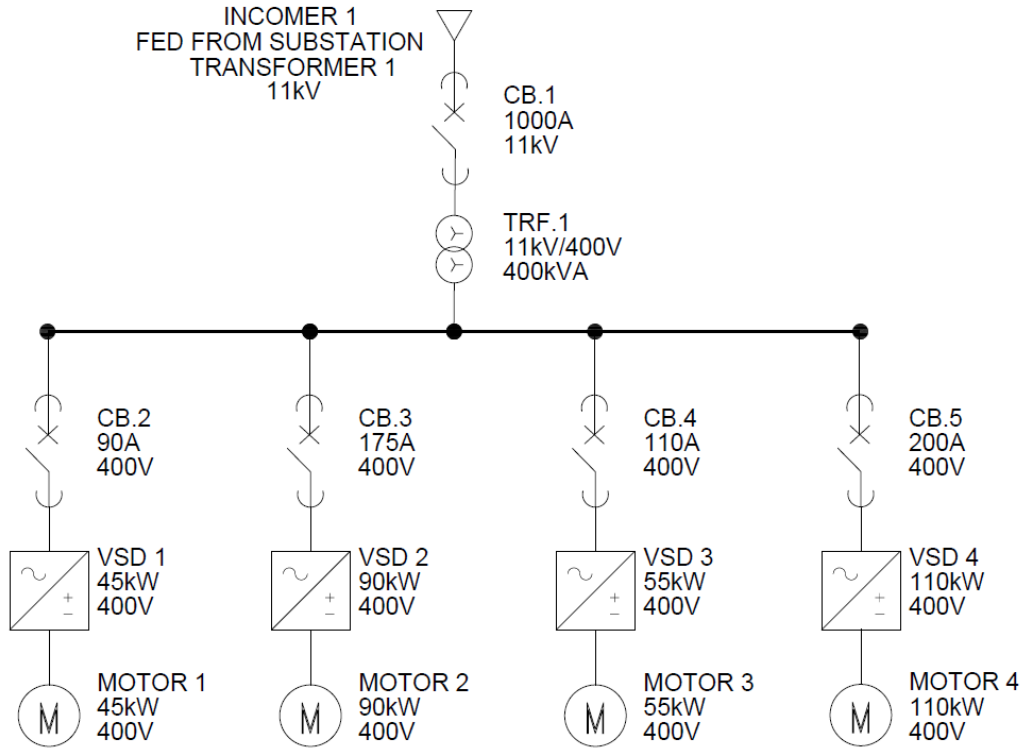 INCOMER 1
FED FROM SUBSTATION
TRANSFORMER 1
11kV
CB.1
1000A
11kV
TRF.1
11kV/400V
400kVA
CB.2
90A
400V
CB.3
175A
400V
CB.4
110A
400V
CB.5
200A
400V
VSD 1
45kW
400V
VSD 2
90kW
400V
VSD 3
55kW
400V
VSD 4
110kW
400V
M
MOTOR 1
45kW
400V
M
MOTOR 2
90kW
400V
M
MOTOR 3
55kW
400V
M
MOTOR 4
110kW
400V